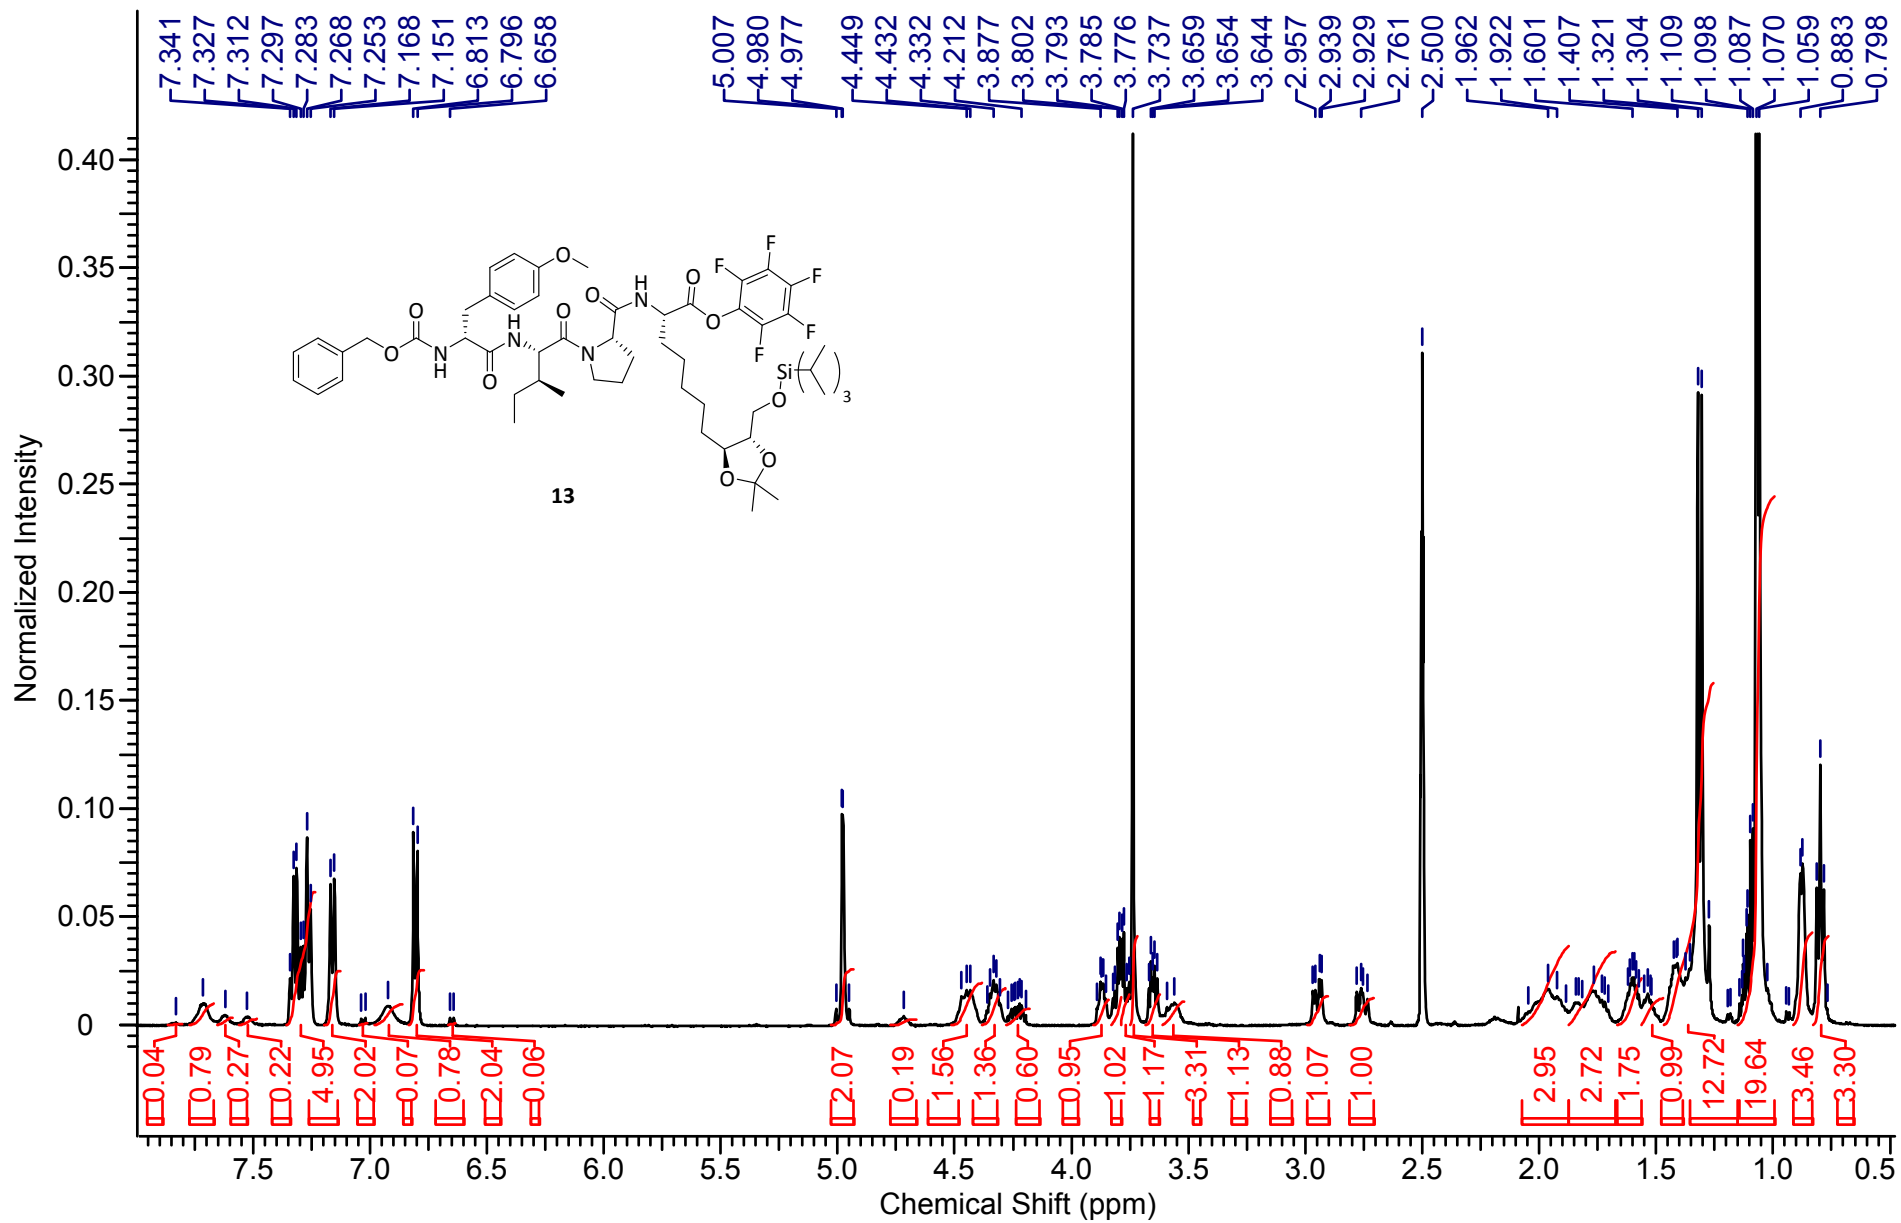 7.341 7.327 7.312 7.297 7.283 7.268 7.253 7.168 7.151 6.813 6.796 6.658 5.007 4.980 4.977 4.449 4.432 4.332 4.212 3.877 3.802 3.793 3.785 3.776 3.737 3.659 3.654 3.644 2.957 2.939 2.929 2.761 2.500 1.962 1.922 1.601 1.407 1.321 1.304 1.109 1.098 1.087 1.070 1.059 0.883 0.798
Normalized Intensity
0.40
0.35
0.30
0.25
0.20
0.15
0.10
0.05
0
O
O
N
H
O
O
N
H
O
N
O
H
N
O
O
F
F
F
F
F
Si
3
O
O
O
13
0.04 0.79 0.27 0.22 4.95 2.02 0.07 0.78 2.04 0.06 2.07 0.19 1.56 1.36 0.60 0.95 1.02 1.17 3.31 1.13 0.88 1.07 1.00 2.95 2.72 1.75 0.99 12.72 19.64 3.46 3.30
7.5 7.0 6.5 6.0 5.5 5.0 4.5 4.0 3.5 3.0 2.5 2.0 1.5 1.0 0.5
Chemical Shift (ppm)